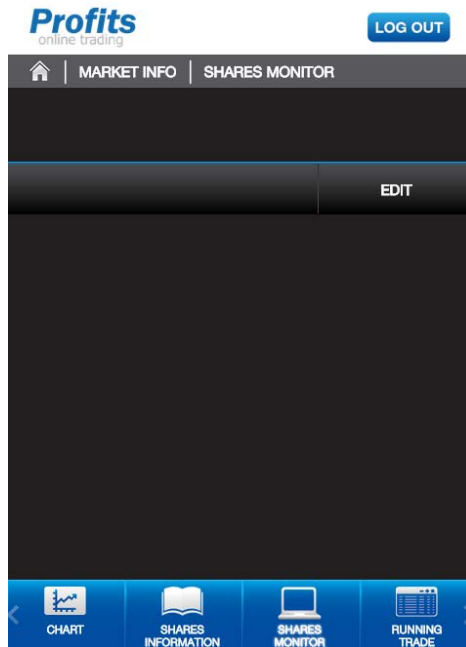 Profits
online trading
LOG OUT
MARKET INFO
SHARES MONITOR
EDIT
CHART
SHARES
INFORMATION
SHARES
MONITOR
RUNNING
TRADE